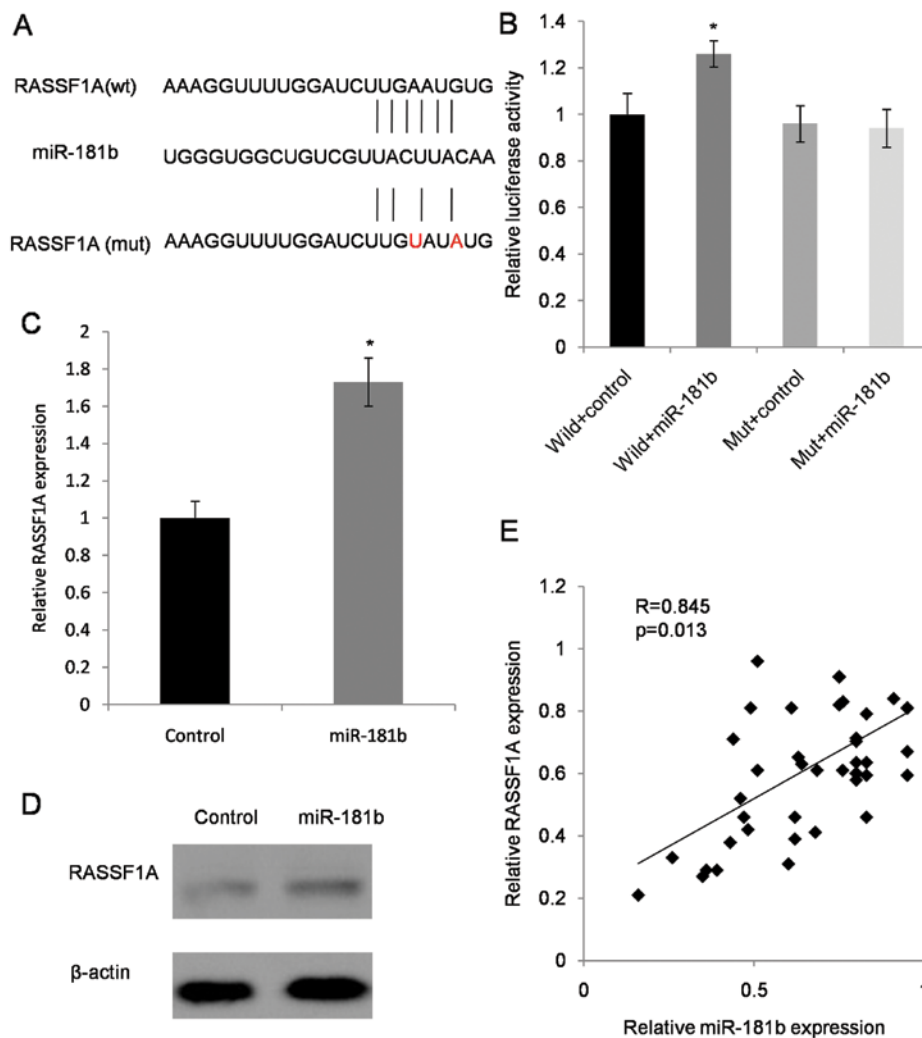 A
RASSF1A(wt) AAAGGUUUUGGAUCUUGAAUGUG
miR-181b UGGGUGGCUGUCGUUACUUACAA
RASSF1A (mut) AAAGGUUUUGGAUCUUGUAUAUG
B
Relative luciferase activity
1.4
1.2
1
0.8
0.6
0.4
0.2
0
*
Wild+control
Wild+miR-181b
Mut+control
Mut+miR-181b
C
Relative RASSF1A expression
2
1.8
1.6
1.4
1.2
1
0.8
0.6
0.4
0.2
0
*
Control miR-181b
D
Control miR-181b
RASSF1A
β-actin
E
Relative RASSF1A expression
1.2
1
0.8
0.6
0.4
0.2
0
R=0.845
p=0.013
0 0.5 1
Relative miR-181b expression